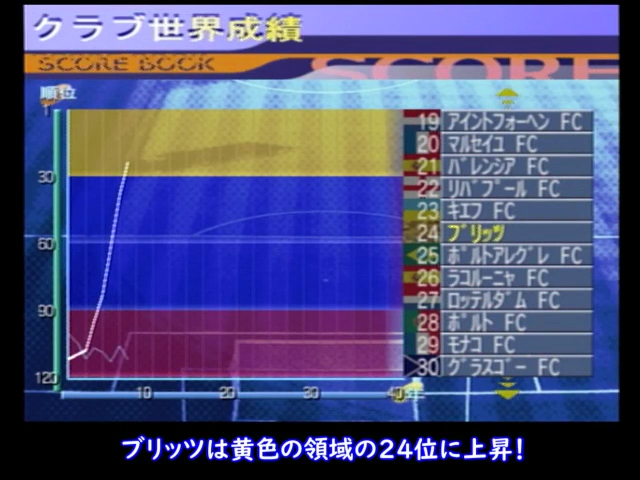 クラブ世界成績
SCORE BOOK
SCORE
順位
1
30
60
90
120
10
20
30
40年
19 アイントフォーヘン FC
20 マルセイユ FC
21 バレンシア FC
22 リバプール FC
23 キエフ FC
24 ブリッツ
25 ポルトアレグレ FC
26 ラコルーニャ FC
27 ロッテルダム FC
28 ポルト FC
29 モナコ FC
30 グラスゴー FC
ブリッツは黄色の領域の24位に上昇!